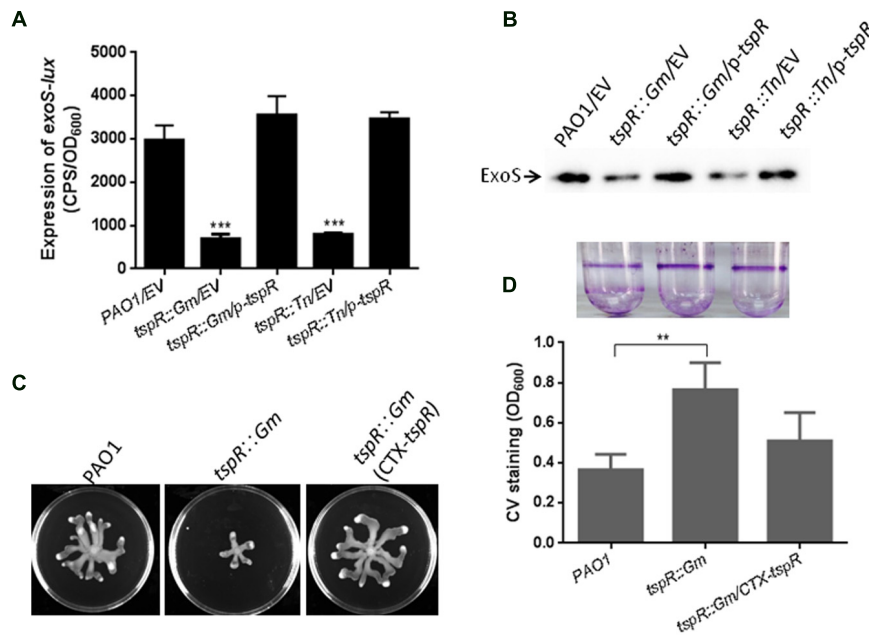 A
Expression of exoS-lux
(CPS/OD600)
5000
4000
3000
2000
1000
0
***
***
PAO1/EV
tspR::Gm/EV
tspR::Gm/p-tspR
tspR::Tn/EV
tspR::Tn/p-tspR
B
PAO1/EV
tspR::Gm/EV
tspR::Gm/p-tspR
tspR::Tn/EV
tspR::Tn/p-tspR
ExoS→
C
PAO1
tspR::Gm
tspR::Gm
(CTX-tspR)
D
CV staining (OD600)
1.0
0.8
0.6
0.4
0.2
0.0
**
PAO1
tspR::Gm
tspR::Gm/CTX-tspR